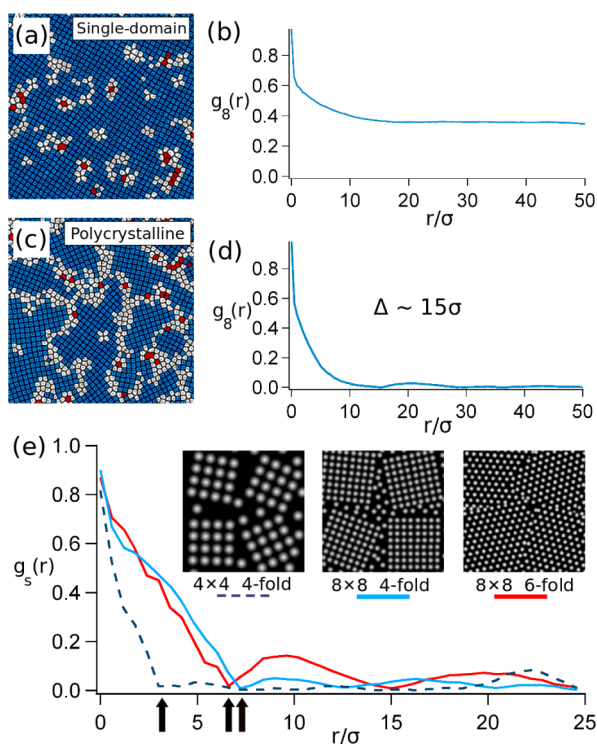 (a) Single-domain
(b)
0.8
0.6
g₈(r)
0.4
0.2
0.0
0 10 20 30 40 50
r/σ
(c) Polycrystalline
(d)
0.8
0.6
g₈(r)
0.4
0.2
0.0
Δ ~ 15σ
0 10 20 30 40 50
r/σ
(e)
1.0
0.8
0.6
gₛ(r)
0.4
0.2
0.0
4×4 4-fold
8×8 4-fold
8×8 6-fold
0 5 10 15 20 25
r/σ